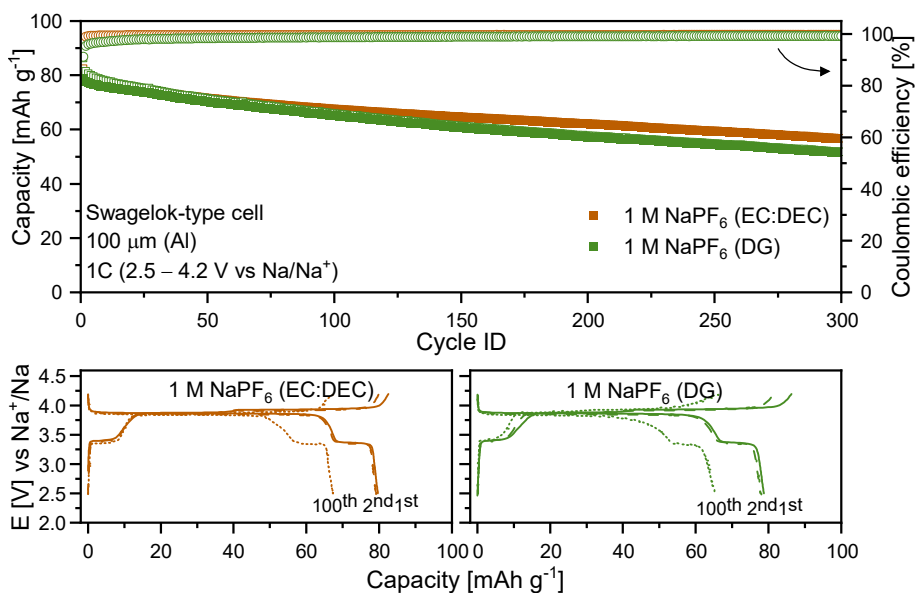 100
80
60
40
20
0
Capacity [mAh g⁻¹]
100
80
60
40
20
0
Coulombic efficiency [%]
Swagelok-type cell
100 μm (Al)
1C (2.5 – 4.2 V vs Na/Na⁺)
1 M NaPF₆ (EC:DEC)
1 M NaPF₆ (DG)
0 50 100 150 200 250 300
Cycle ID
4.5
4.0
3.5
3.0
2.5
2.0
E [V] vs Na⁺/Na
1 M NaPF₆ (EC:DEC)
100th 2nd 1st
0 20 40 60 80 100
1 M NaPF₆ (DG)
100th 2nd 1st
0 20 40 60 80 100
Capacity [mAh g⁻¹]